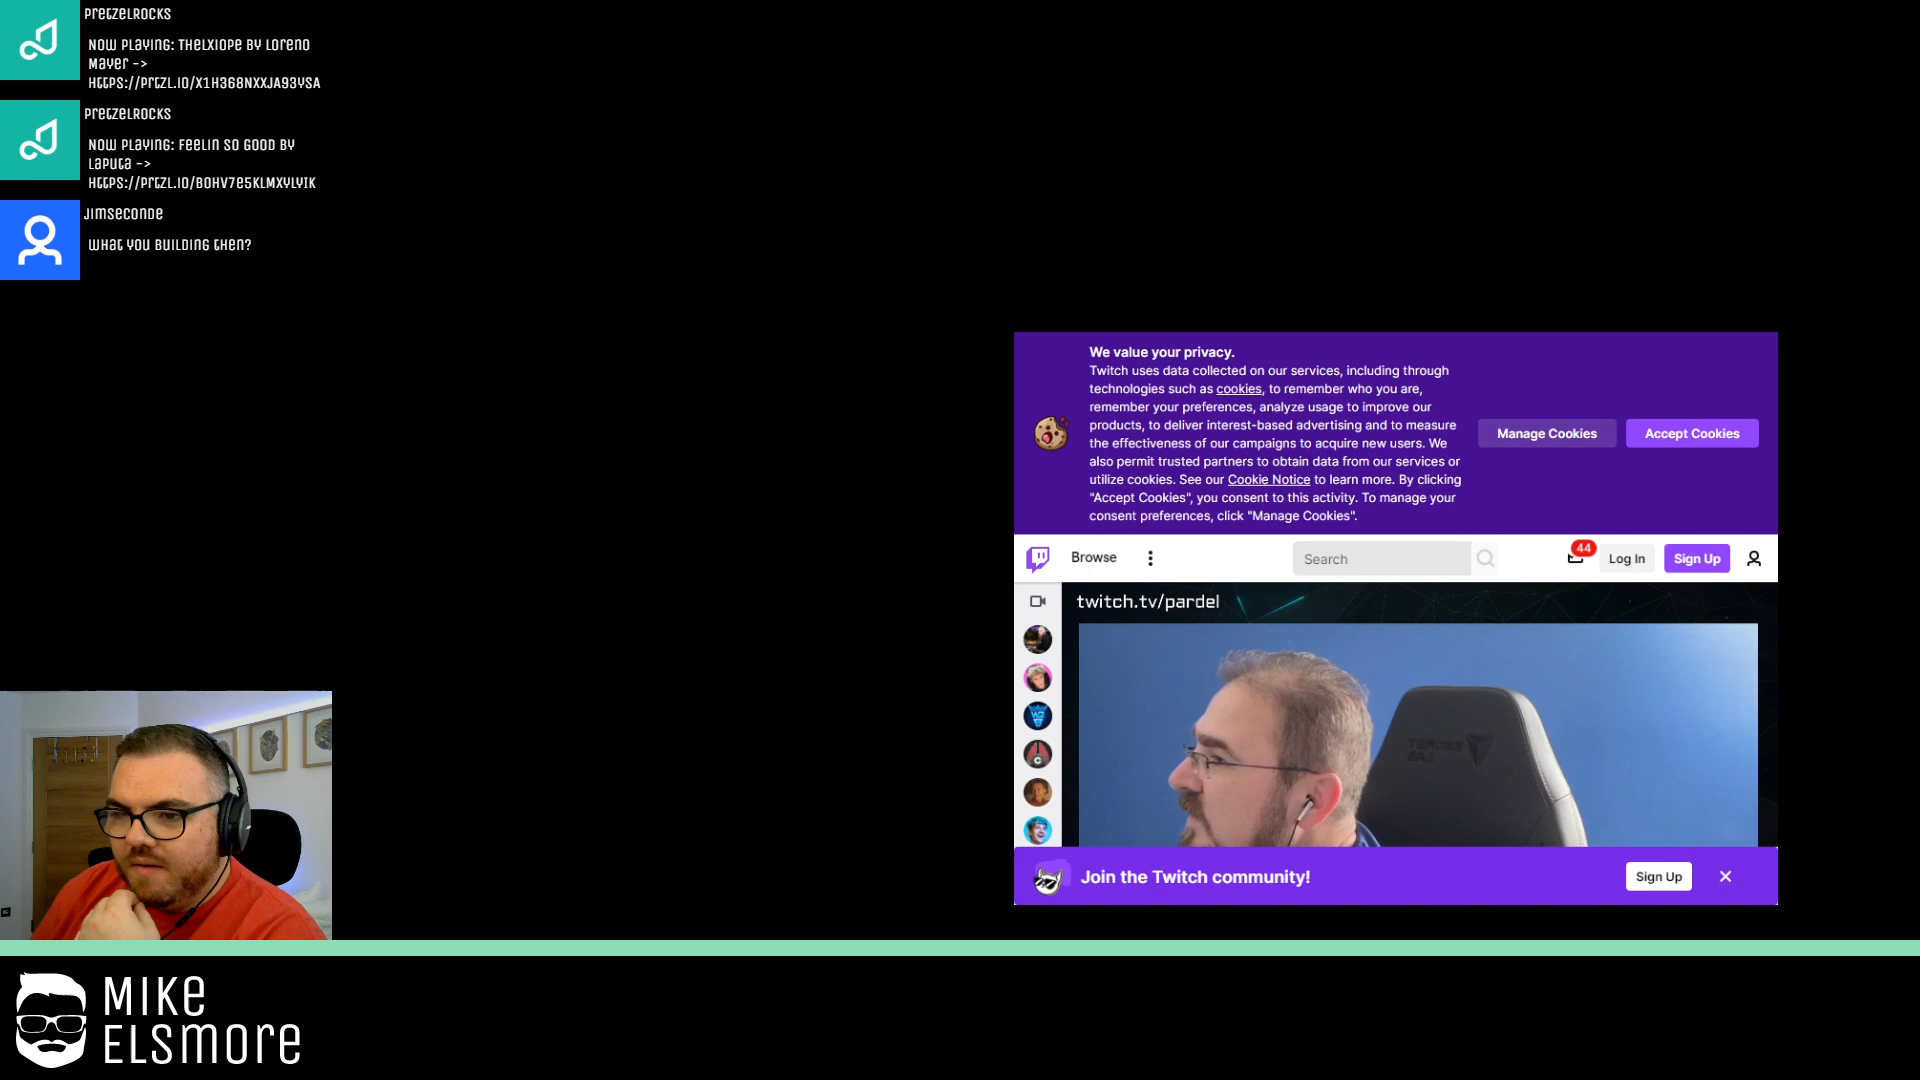 PretzelRocks
Now Playing: Thelxiope by Loreno
Mayer ->
https://prtzl.io/X1H368NXXJA93YSA
PretzelRocks
Now Playing: Feelin So Good by
Laputa ->
jimseconde
What you building then?
We value your privacy.
Twitch uses data collected on our services, including through
technologies such as cookies, to remember who you are,
remember your preferences, analyze usage to improve our
products, to deliver interest-based advertising and to measure
the effectiveness of our campaigns to acquire new users. We
also permit trusted partners to obtain data from our services or
utilize cookies. See our Cookie Notice to learn more. By clicking
"Accept Cookies", you consent to this activity. To manage your
consent preferences, click "Manage Cookies".
Manage Cookies
Accept Cookies
Browse
Search
44
Log In
Sign Up
twitch.tv/pardel
Join the Twitch community!
Sign Up
Mike
Elsmore